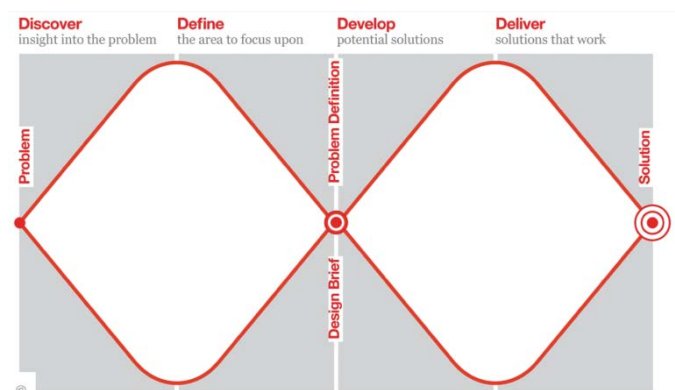 Discover
insight into the problem
Define
the area to focus upon
Develop
potential solutions
Deliver
solutions that work
Problem
Problem Definition
Design Brief
Solution